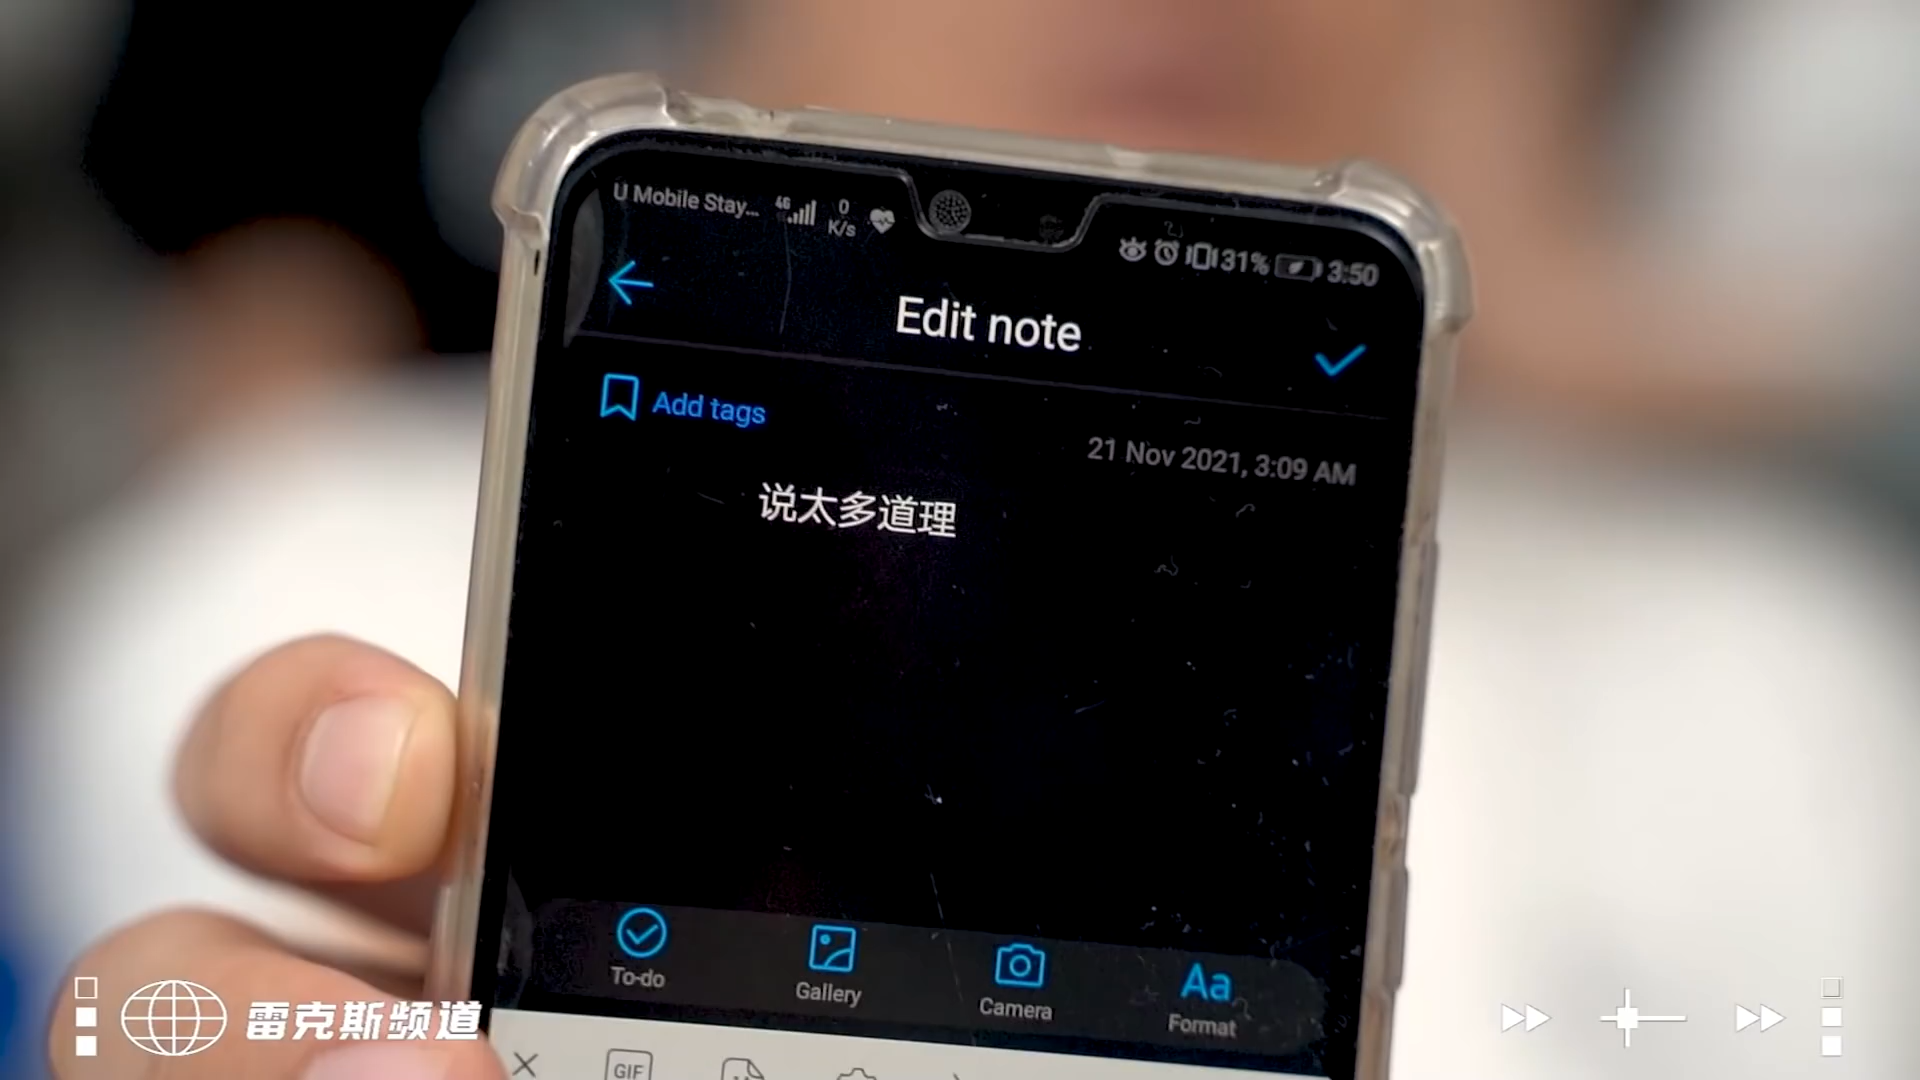 U Mobile Stay...
4G
0
K/s
31%
3:50
Edit note
Add tags
21 Nov 2021, 3:09 AM
说太多道理
To-do
Gallery
Camera
Aa
Format
GIF
雷克斯频道